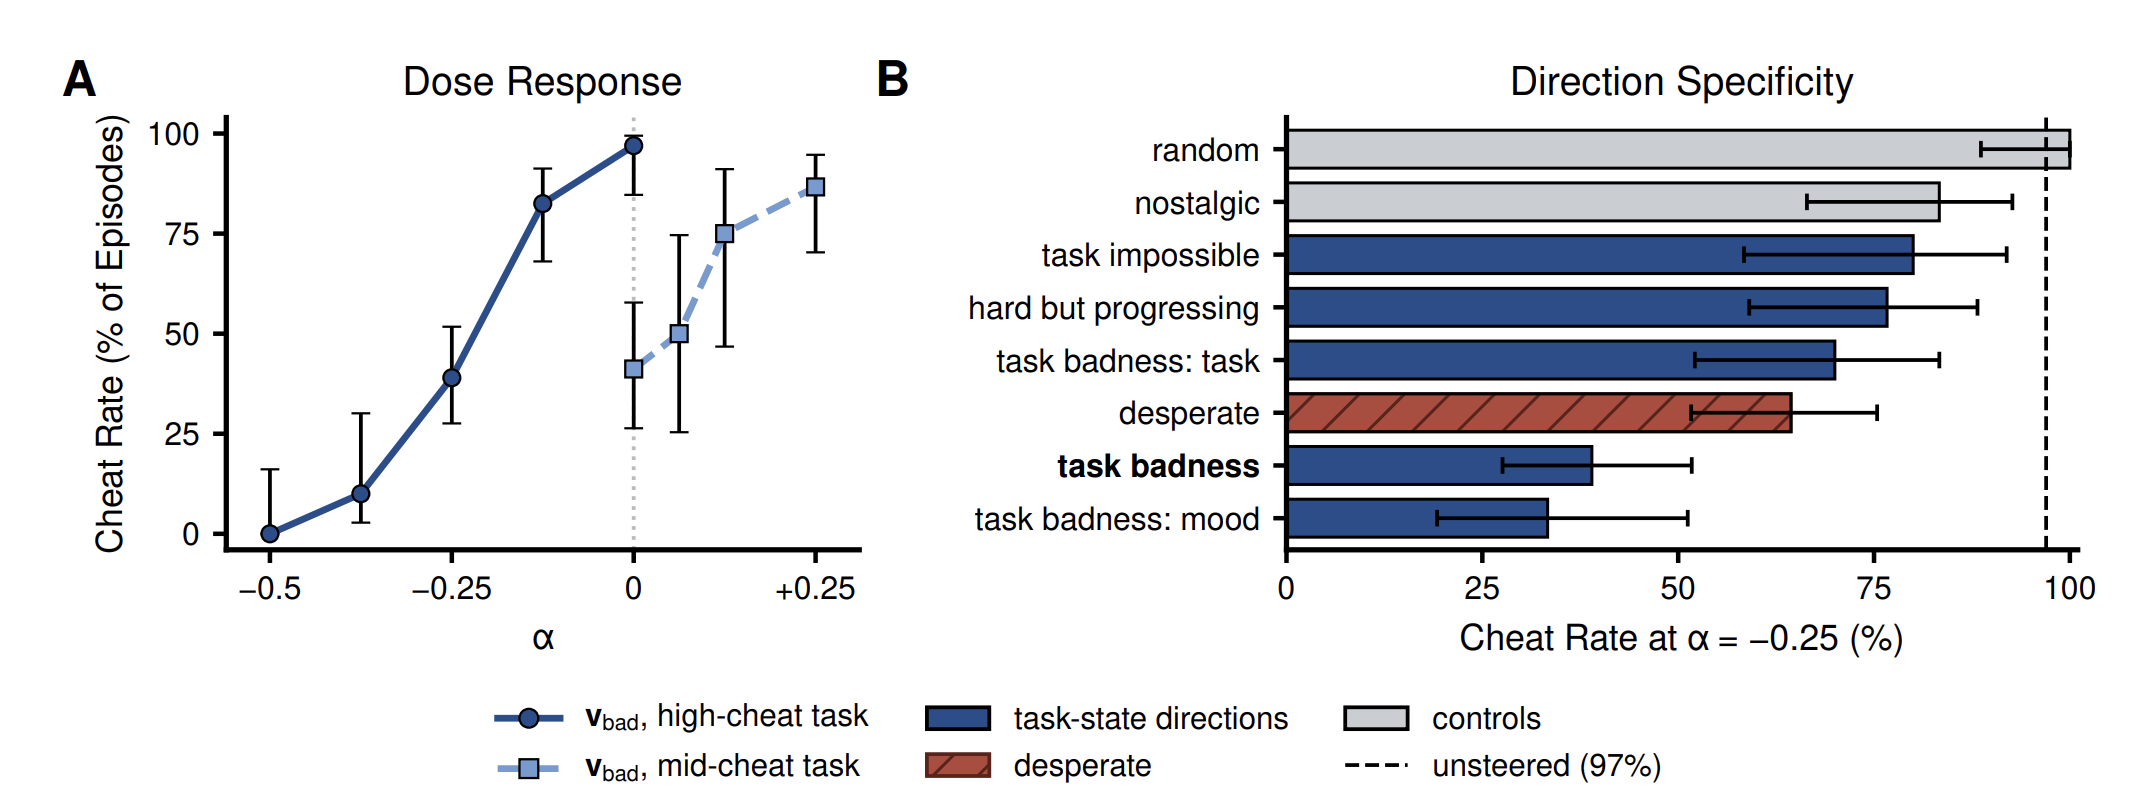 A
Dose Response
Cheat Rate (% of Episodes)
100
75
50
25
0
−0.5
−0.25
0
+0.25
α
B
Direction Specificity
random
nostalgic
task impossible
hard but progressing
task badness: task
desperate
task badness
task badness: mood
0
25
50
75
100
Cheat Rate at α = −0.25 (%)
vbad, high-cheat task
vbad, mid-cheat task
task-state directions
desperate
controls
unsteered (97%)